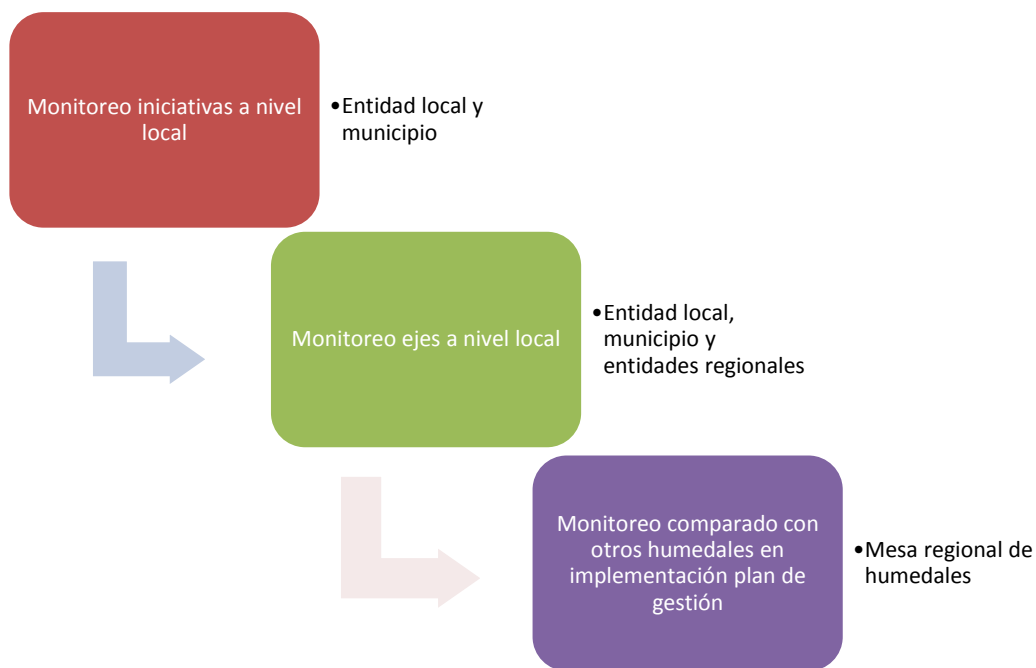 Monitoreo iniciativas a nivel
local
•Entidad local y
municipio
Monitoreo ejes a nivel local
•Entidad local,
municipio y
entidades regionales
Monitoreo comparado con
otros humedales en
implementación plan de
gestión
•Mesa regional de
humedales